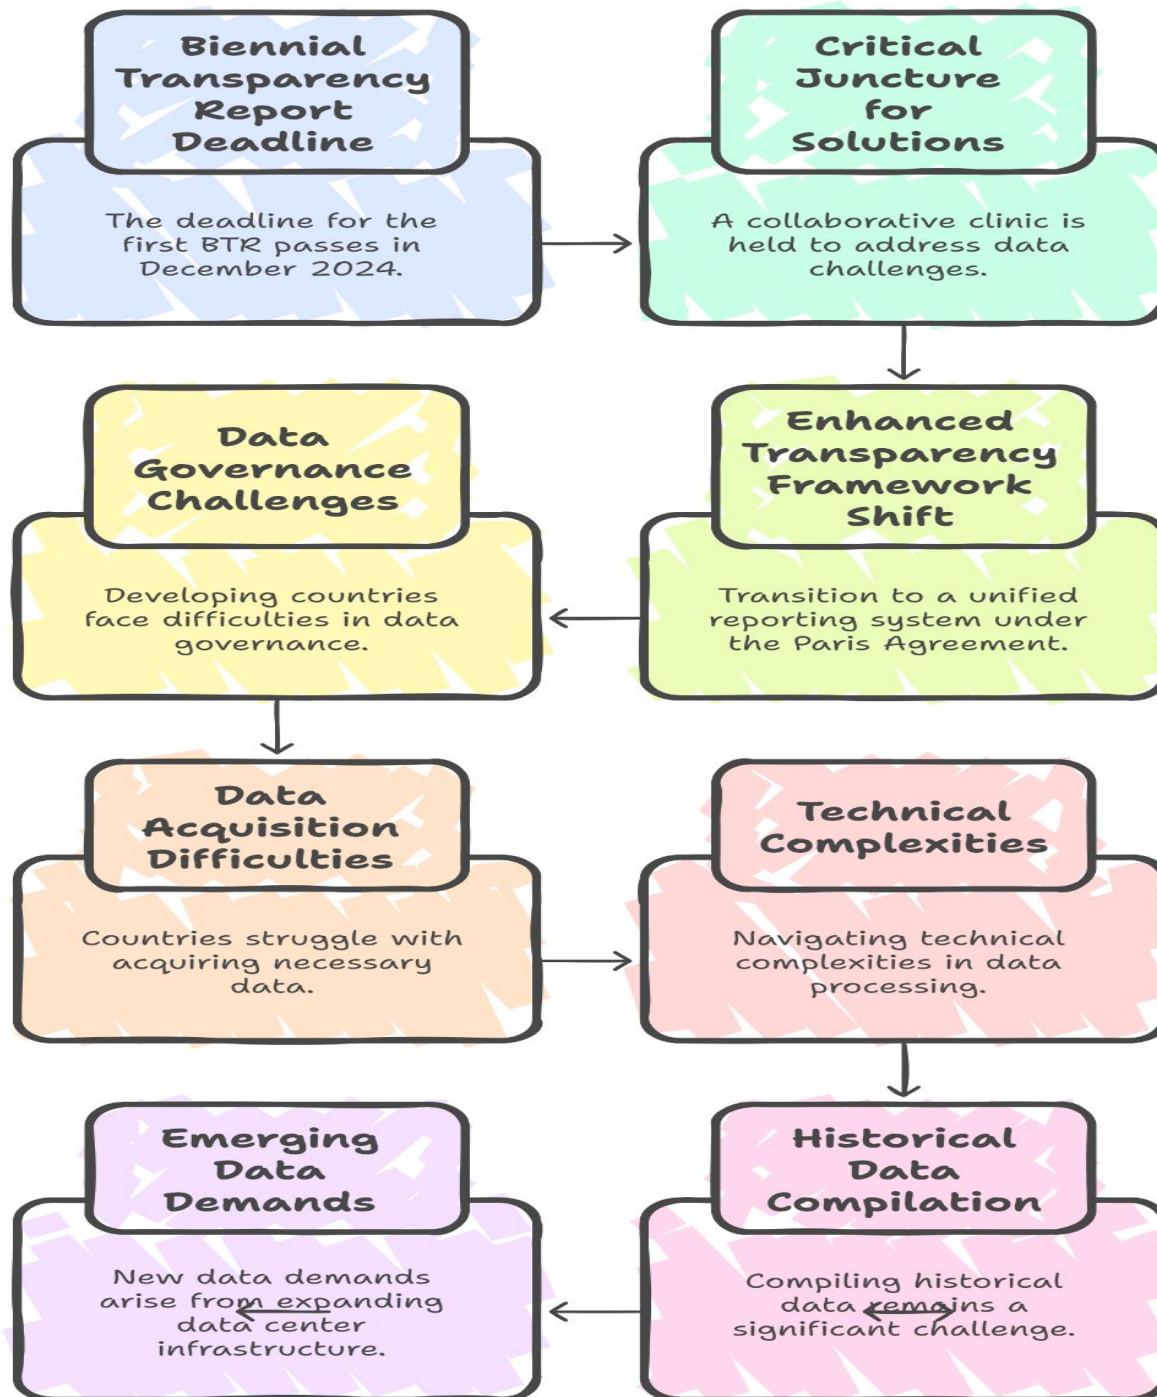 Biennial
Transparency
Report
Deadline
The deadline for the
first BTR passes in
December 2024.
Critical
Juncture
for
Solutions
A collaborative clinic is
held to address data
challenges.
Enhanced
Transparency
Framework
Shift
Transition to a unified
reporting system under
the Paris Agreement.
Data
Governance
Challenges
Developing countries
face difficulties in data
governance.
Data
Acquisition
Difficulties
Countries struggle with
acquiring necessary
data.
Technical
Complexities
Navigating technical
complexities in data
processing.
Historical
Data
Compilation
Compiling historical
data remains a
significant challenge.
Emerging
Data
Demands
New data demands
arise from expanding
data center
infrastructure.